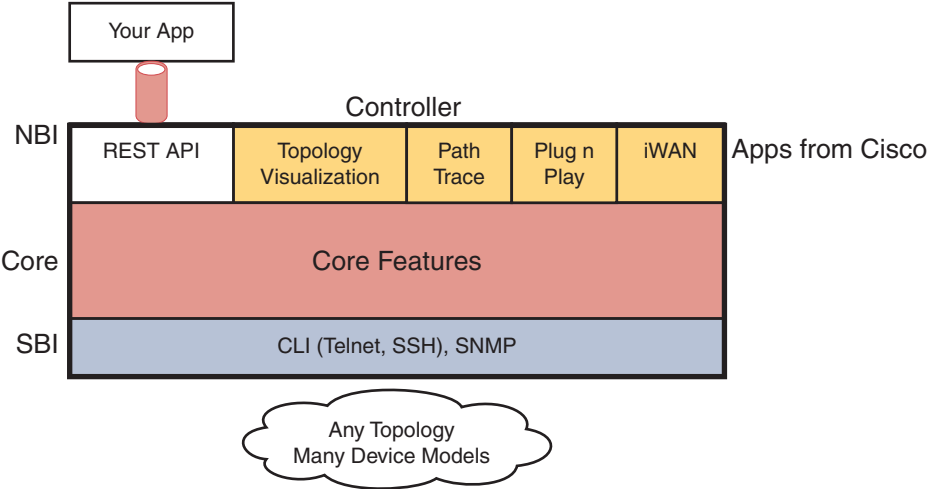 Your App
Controller
NBI
REST API
Topology
Visualization
Path
Trace
Plug n
Play
iWAN
Apps from Cisco
Core
Core Features
SBI
CLI (Telnet, SSH), SNMP
Any Topology
Many Device Models